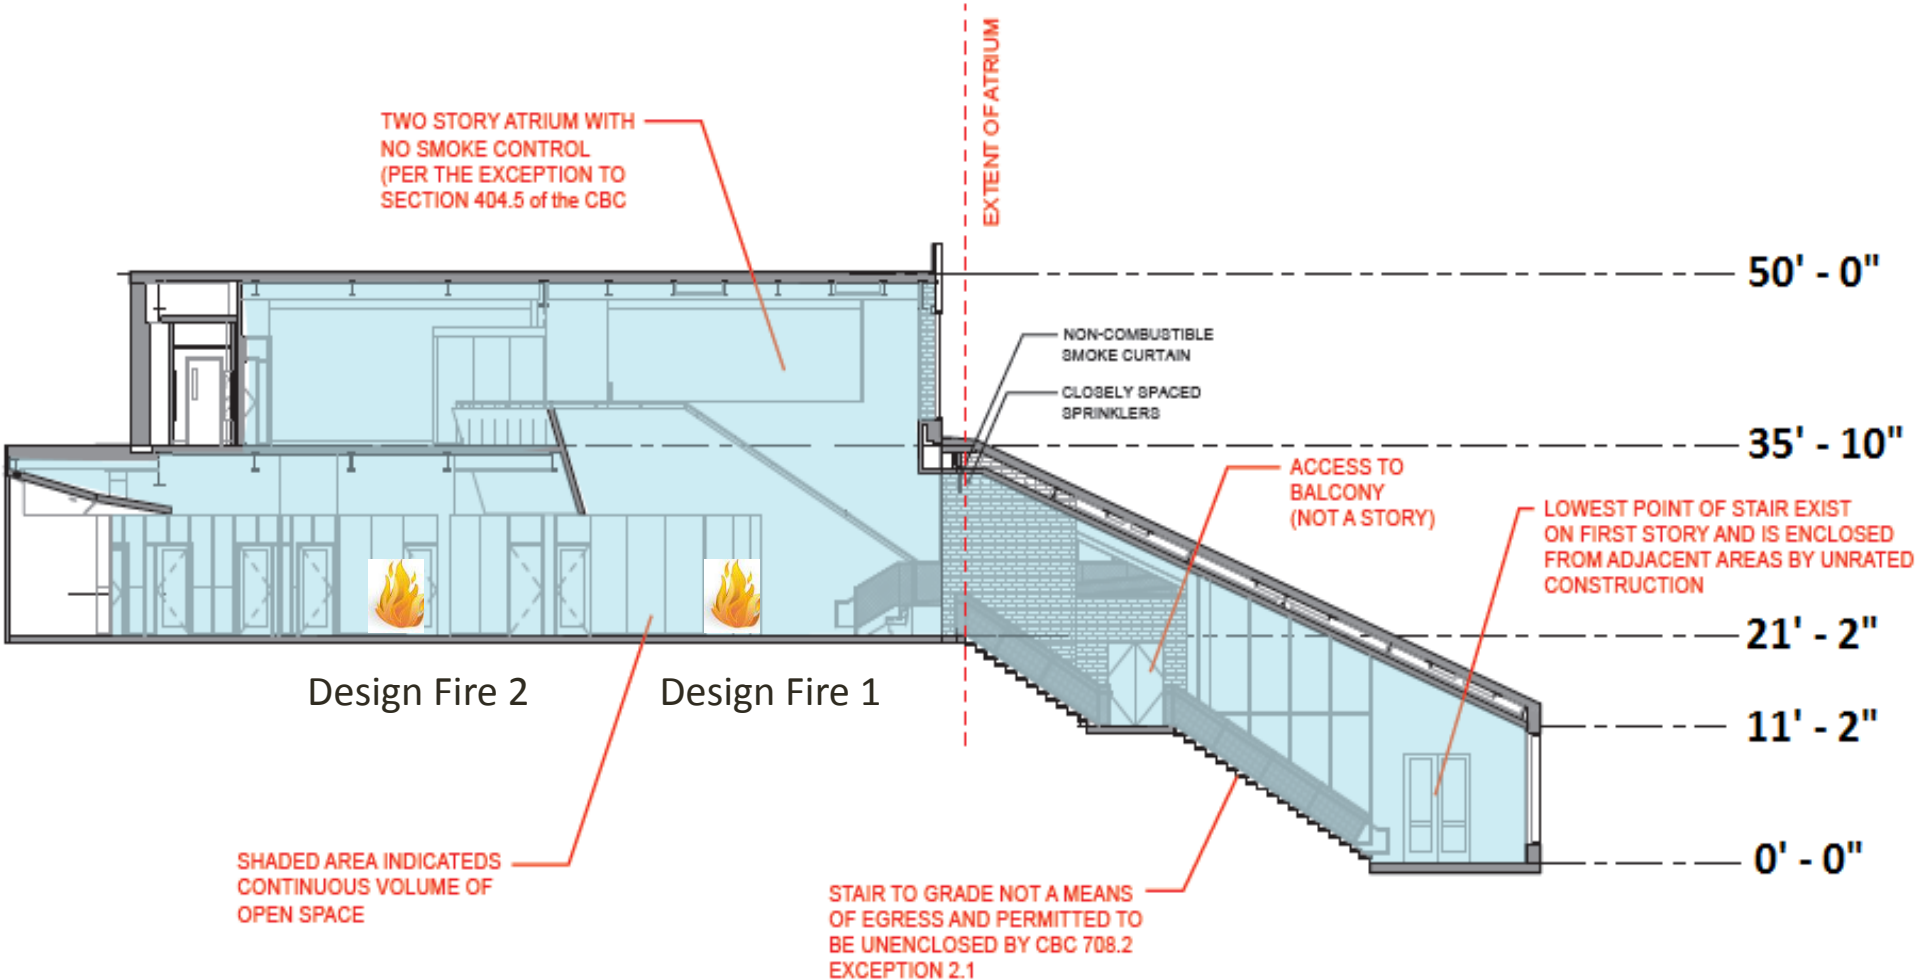 EXTENT OF ATRIUM
TWO STORY ATRIUM WITH
NO SMOKE CONTROL
(PER THE EXCEPTION TO
SECTION 404.5 of the CBC
50' - 0"
NON-COMBUSTIBLE
SMOKE CURTAIN
CLOSELY SPACED
SPRINKLERS
35' - 10"
ACCESS TO
BALCONY
(NOT A STORY)
LOWEST POINT OF STAIR EXIST
ON FIRST STORY AND IS ENCLOSED
FROM ADJACENT AREAS BY UNRATED
CONSTRUCTION
21' - 2"
Design Fire 2
Design Fire 1
11' - 2"
0' - 0"
SHADED AREA INDICATEDS
CONTINUOUS VOLUME OF
OPEN SPACE
STAIR TO GRADE NOT A MEANS
OF EGRESS AND PERMITTED TO
BE UNENCLOSED BY CBC 708.2
EXCEPTION 2.1